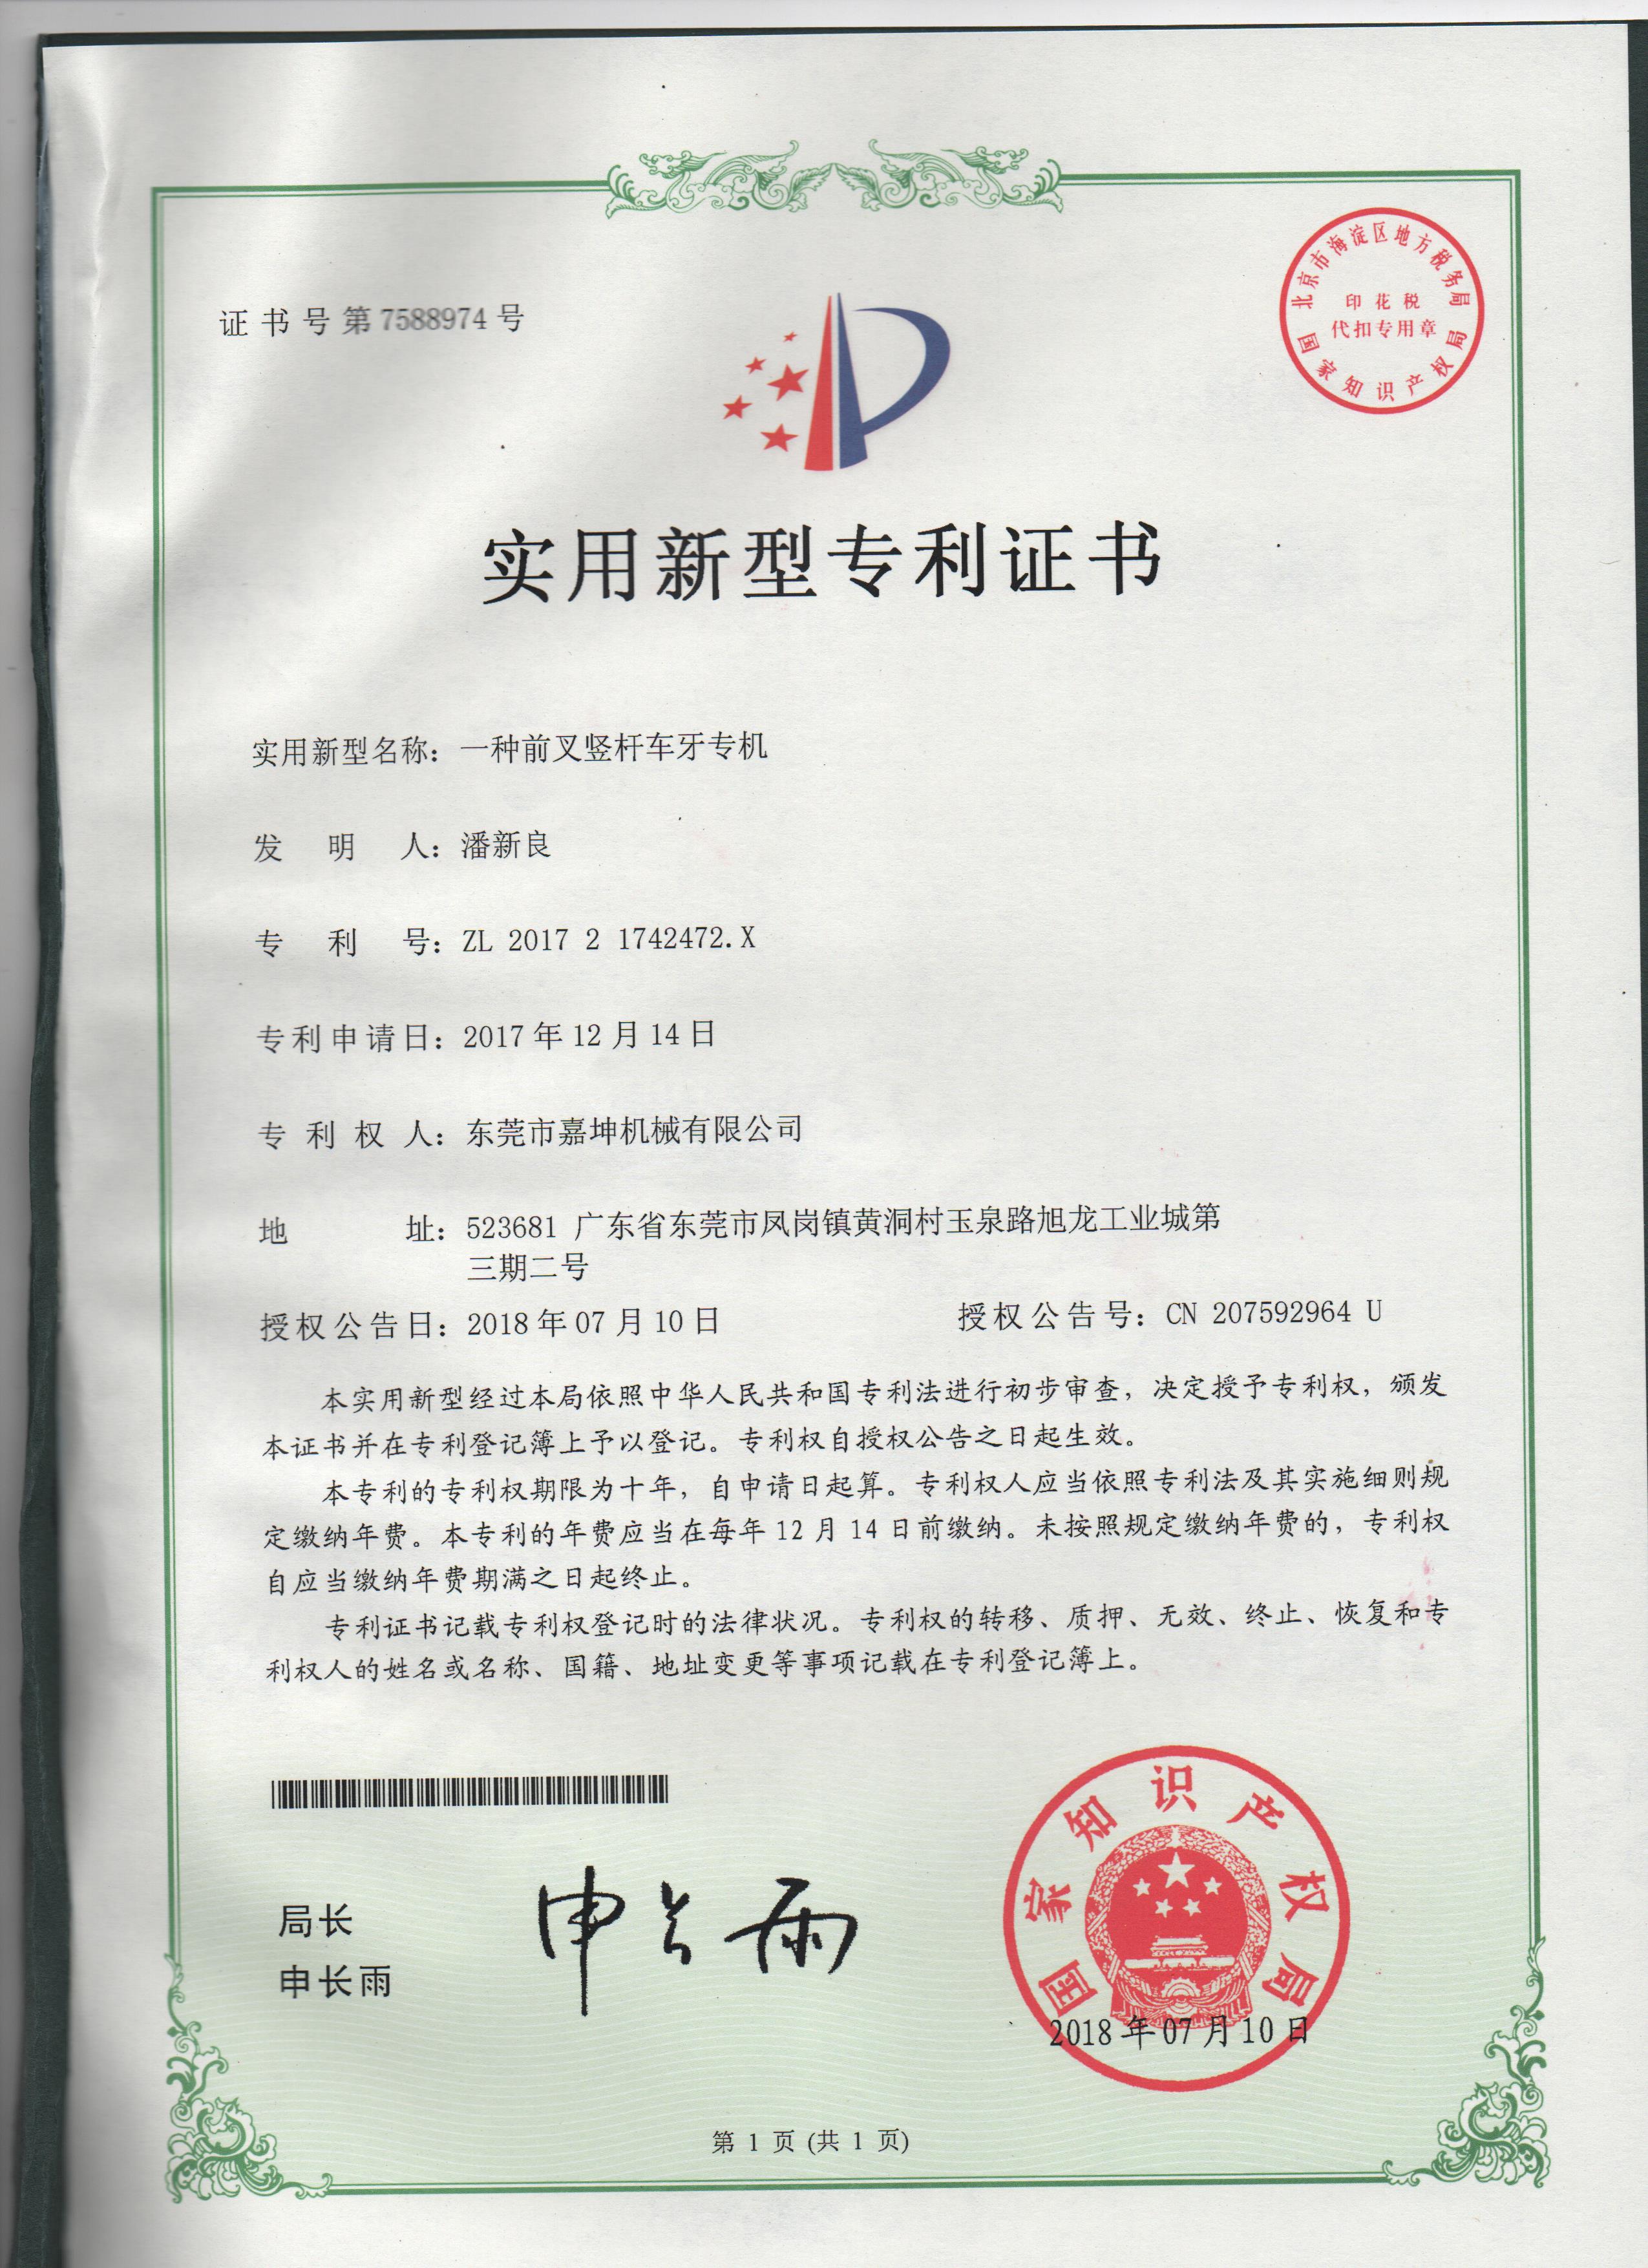 证书号第7588974号
北京市海淀区地方税务局
印花税
代扣专用章
国家知识产权局
实用新型专利证书
实用新型名称：一种前叉竖杆车牙专机
发明人：潘新良
专利号：ZL 2017 2 1742472.X
专利申请日：2017年12月14日
专利权人：东莞市嘉坤机械有限公司
地址：523681 广东省东莞市凤岗镇黄洞村玉泉路旭龙工业城第
三期二号
授权公告日：2018年07月10日 授权公告号：CN 207592964 U
本实用新型经过本局依照中华人民共和国专利法进行初步审查，决定授予专利权，颁发
本证书并在专利登记簿上予以登记。专利权自授权公告之日起生效。
本专利的专利权期限为十年，自申请日起算。专利权人应当依照专利法及其实施细则规
定缴纳年费。本专利的年费应当在每年12月14日前缴纳。未按照规定缴纳年费的，专利权
自应当缴纳年费期满之日起终止。
专利证书记载专利权登记时的法律状况。专利权的转移、质押、无效、终止、恢复和专
利权人的姓名或名称、国籍、地址变更等事项记载在专利登记簿上。
局长
申长雨
申长雨
国家知识产权局
2018年07月10日
第 1 页 (共 1 页)